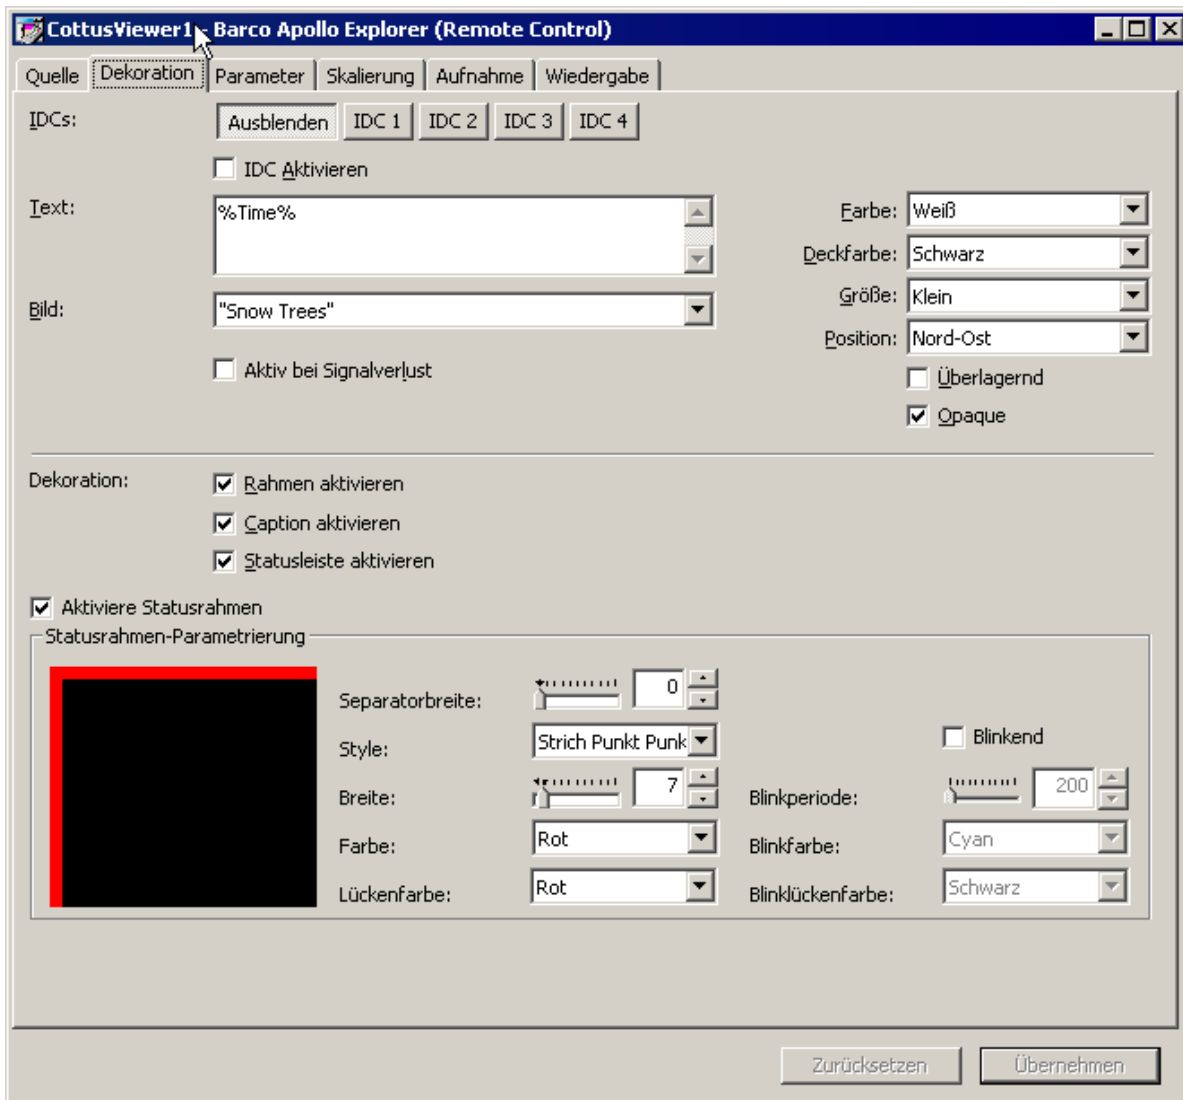 CottusViewer1 - Barco Apollo Explorer (Remote Control)
Quelle Dekoration Parameter Skalierung Aufnahme Wiedergabe
IDCs: Ausblenden IDC 1 IDC 2 IDC 3 IDC 4
IDC Aktivieren
Text: %Time% Farbe: Weiß
Deckfarbe: Schwarz
Bild: "Snow Trees" Größe: Klein
Position: Nord-Ost
Aktiv bei Signalverlust Überlagernd
Opaque
Dekoration: Rahmen aktivieren
Caption aktivieren
Statusleiste aktivieren
Aktiviere Statusrahmen
Statusrahmen-Parametrierung
Separatorbreite: 0
Style: Strich Punkt Punk Blinkend
Breite: 7 Blinkperiode: 200
Farbe: Rot Blinkfarbe: Cyan
Lückenfarbe: Rot Blinklückenfarbe: Schwarz
Zurücksetzen Übernehmen